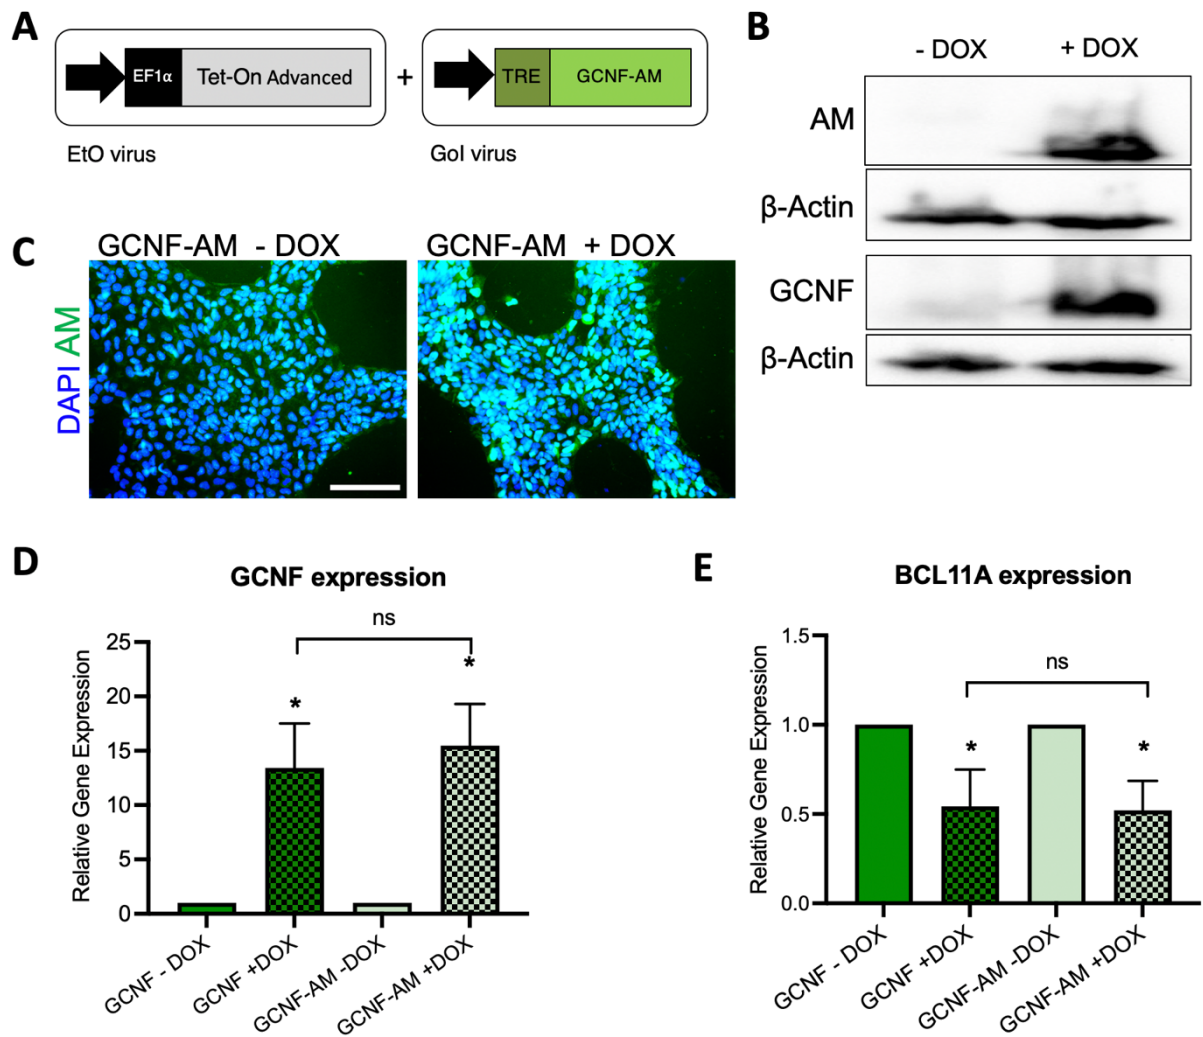 A
EF1α
Tet-On Advanced
+
TRE
GCNF-AM
EtO virus
GoI virus
B
- DOX
+ DOX
AM
β-Actin
GCNF
β-Actin
C
GCNF-AM - DOX
GCNF-AM + DOX
DAPI AM
D
GCNF expression
Relative Gene Expression
25
20
15
10
5
0
ns
*
*
GCNF - DOX
GCNF +DOX
GCNF-AM -DOX
GCNF-AM +DOX
E
BCL11A expression
Relative Gene Expression
1.5
1.0
0.5
0.0
ns
*
*
GCNF - DOX
GCNF +DOX
GCNF-AM -DOX
GCNF-AM +DOX